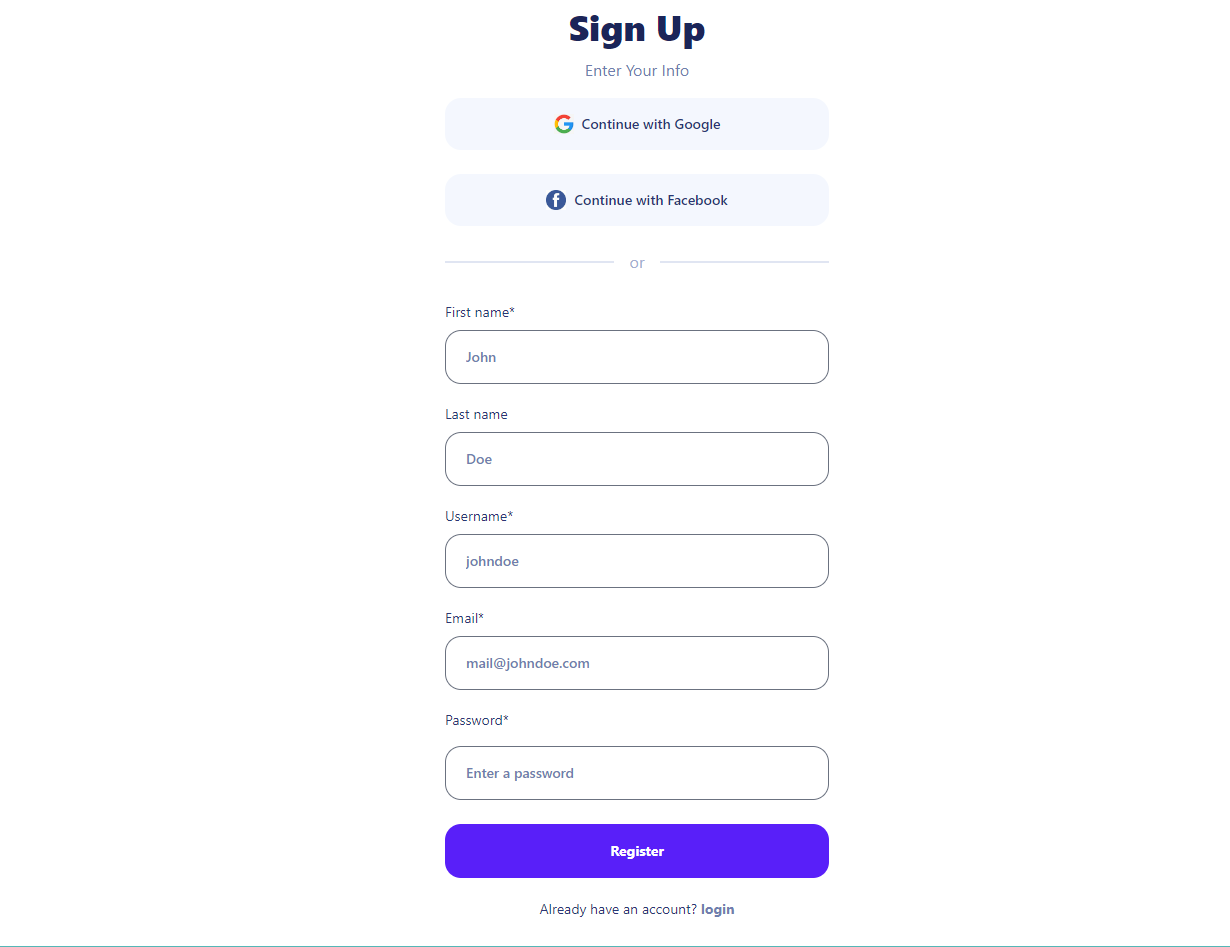 Sign Up
Enter Your Info
Continue with Google
Continue with Facebook
or
First name*
John
Last name
Doe
Username*
johndoe
Email*
mail@johndoe.com
Password*
Enter a password
Register
Already have an account? login